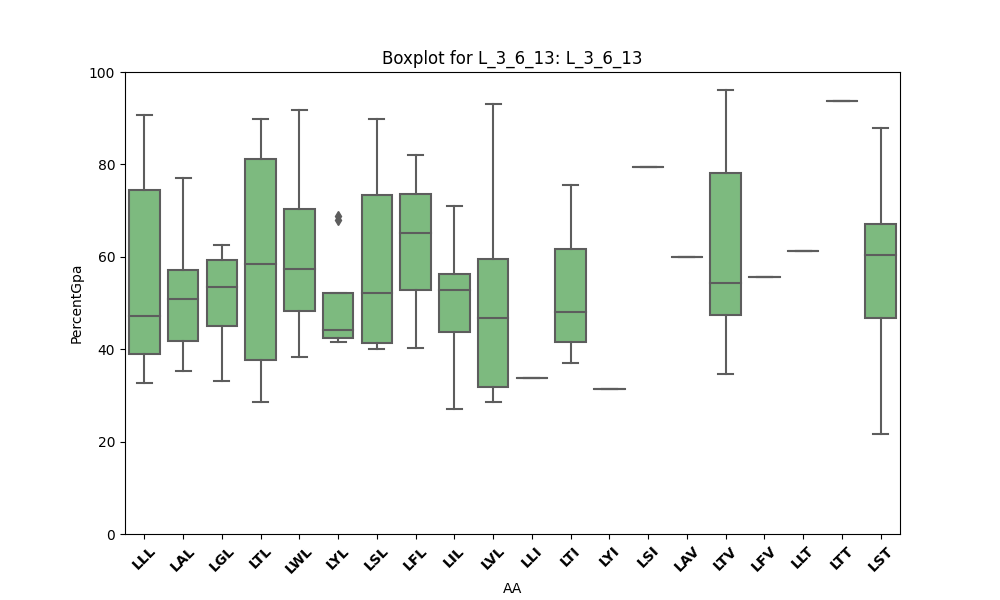 Boxplot for L_3_6_13: L_3_6_13
100
80
60
40
20
0
PercentGpa
LLL LAL LGL LTL LWL LYL LSL LFL LIL LVL LLI LTI LYI LSI LAV LTV LFV LLT LTT LST
AA